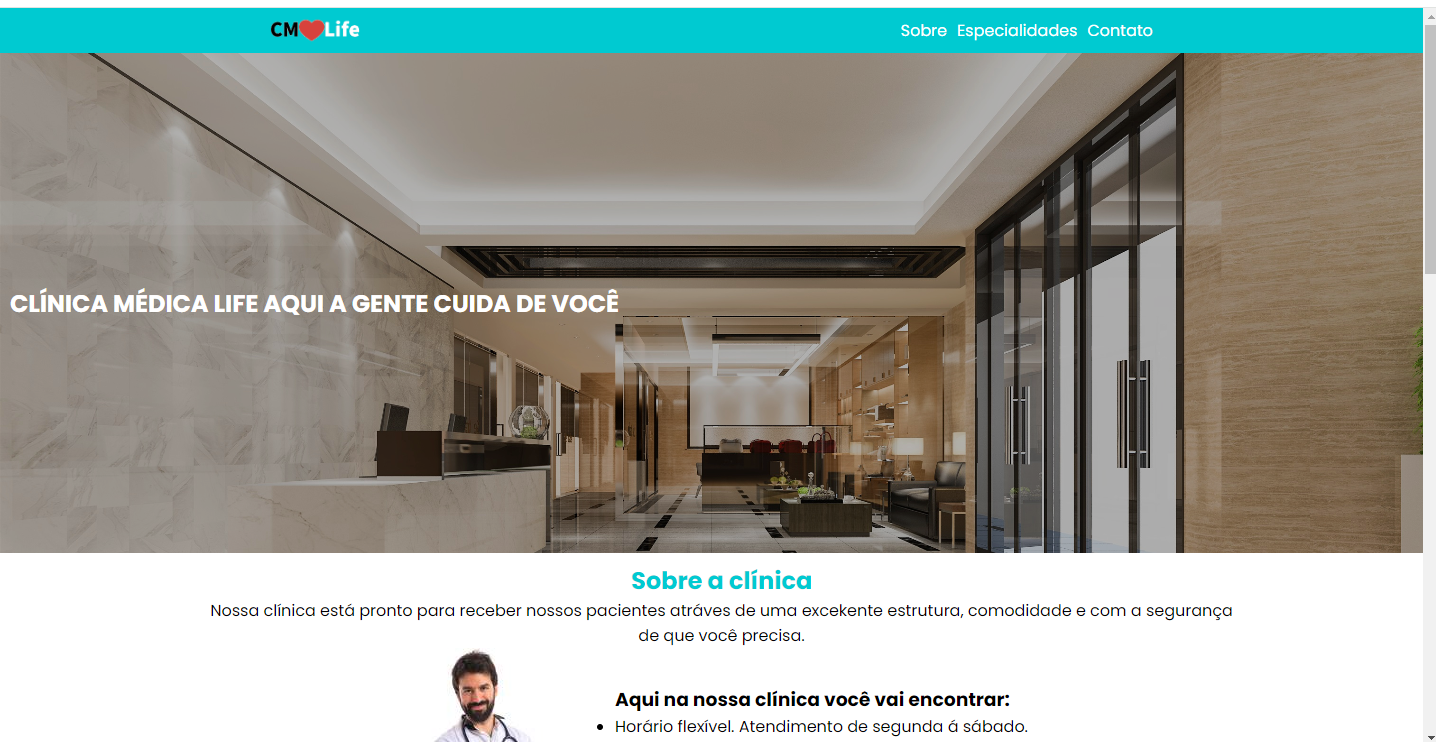 CM Life
Sobre Especialidades Contato
CLÍNICA MÉDICA LIFE AQUI A GENTE CUIDA DE VOCÊ
Sobre a clínica
Nossa clínica está pronto para receber nossos pacientes atráves de uma excekente estrutura, comodidade e com a segurança
de que você precisa.
Aqui na nossa clínica você vai encontrar:
Horário flexível. Atendimento de segunda á sábado.